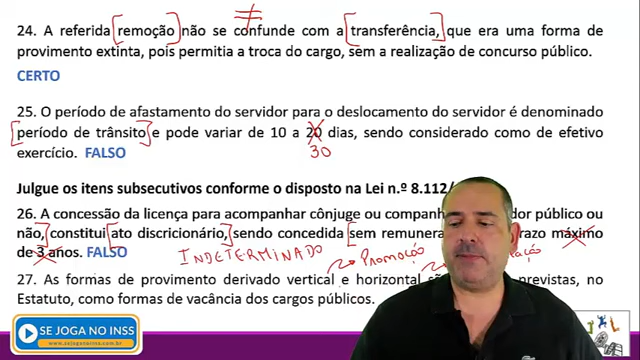 24. A referida [remoção] não se confunde com a [transferência,] que era uma forma de
provimento extinta, pois permitia a troca do cargo, sem a realização de concurso público.
CERTO
25. O período de afastamento do servidor para o deslocamento do servidor é denominado
[período de trânsito] e pode variar de 10 a 20 dias, sendo considerado como de efetivo
30
exercício. FALSO
Julgue os itens subsecutivos conforme o disposto na Lei n.º 8.112/
26. A concessão da licença para acompanhar cônjuge ou dor público ou
não,] constitui [ato discricionário,] sendo concedida [sem máximo
de 3 anos. FALSO INDETERMINADO
Promoção
27. As formas de provimento derivado vertical e horizontal previstas, no
Estatuto, como formas de vacância dos cargos públicos.
SE JOGA NO INSS
www.sejoganoinss.com.br